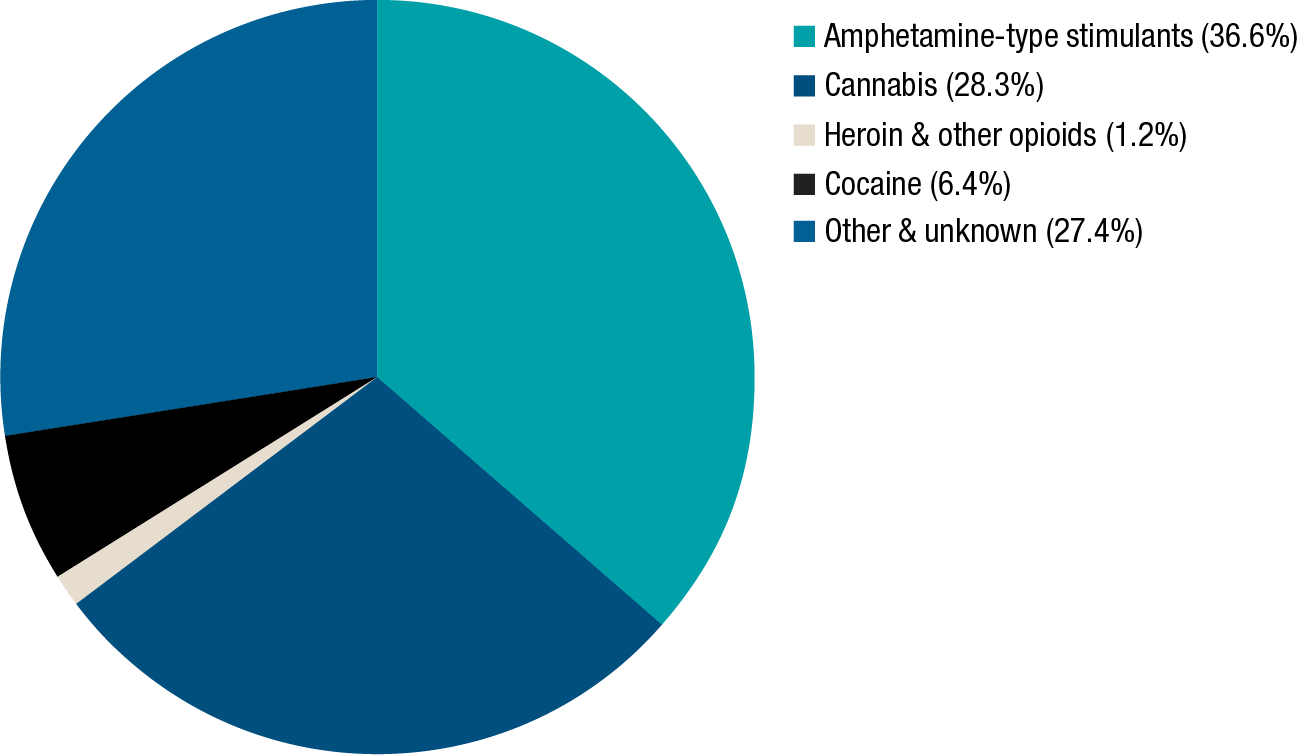 Amphetamine-type stimulants (36.6%)
Cannabis (28.3%)
Heroin & other opioids (1.2%)
Cocaine (6.4%)
Other & unknown (27.4%)